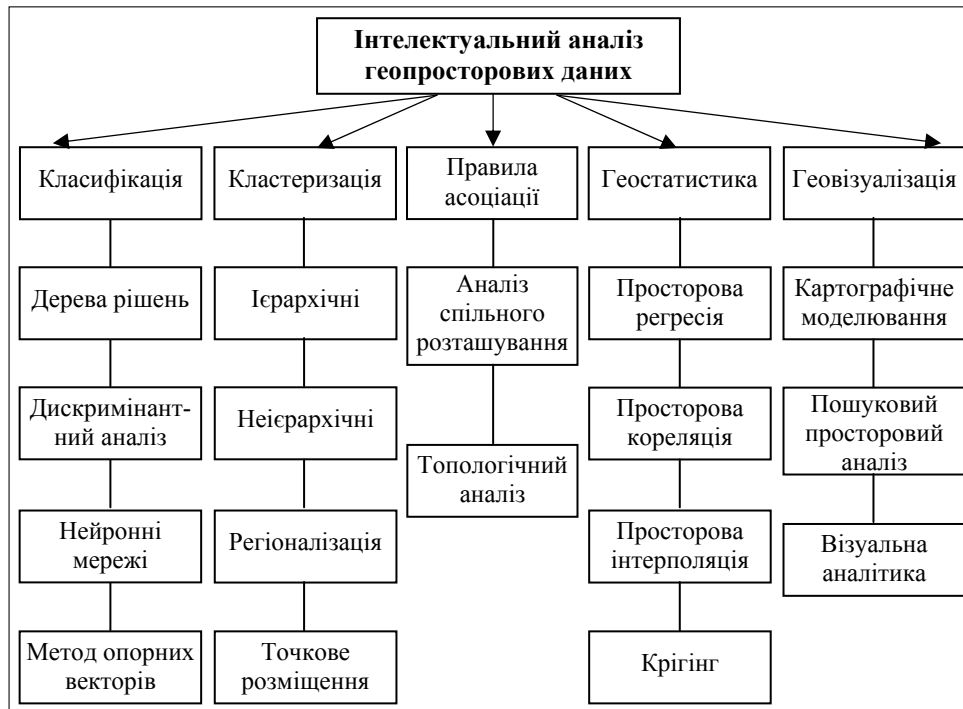 Інтелектуальний аналіз
геопросторових даних
Класифікація
Кластеризація
Правила
асоціації
Геостатистика
Геовізуалізація
Дерева рішень
Ієрархічні
Аналіз
спільного
розташування
Просторова
регресія
Картографічне
моделювання
Дискримінант-
ний аналіз
Неієрархічні
Топологічний
аналіз
Просторова
кореляція
Пошуковий
просторовий
аналіз
Нейронні
мережі
Регіоналізація
Просторова
інтерполяція
Візуальна
аналітика
Метод опорних
векторів
Точкове
розміщення
Крігінг